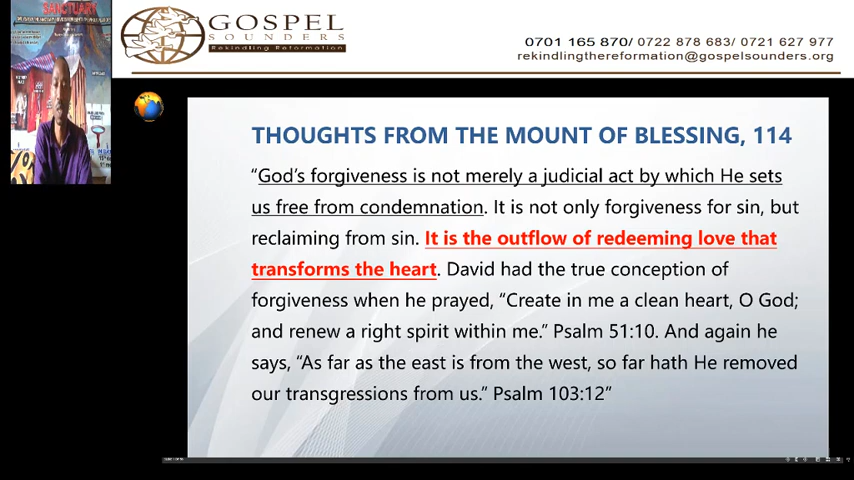 SANCTUARY
GOSPEL
SOUNDERS
Rekindling Reformation
0701 165 870/ 0722 878 683/ 0721 627 977
rekindlingthereformation@gospelsounders.org
THOUGHTS FROM THE MOUNT OF BLESSING, 114
“God’s forgiveness is not merely a judicial act by which He sets
us free from condemnation. It is not only forgiveness for sin, but
reclaiming from sin. It is the outflow of redeeming love that
transforms the heart. David had the true conception of
forgiveness when he prayed, “Create in me a clean heart, O God;
and renew a right spirit within me.” Psalm 51:10. And again he
says, “As far as the east is from the west, so far hath He removed
our transgressions from us.” Psalm 103:12”